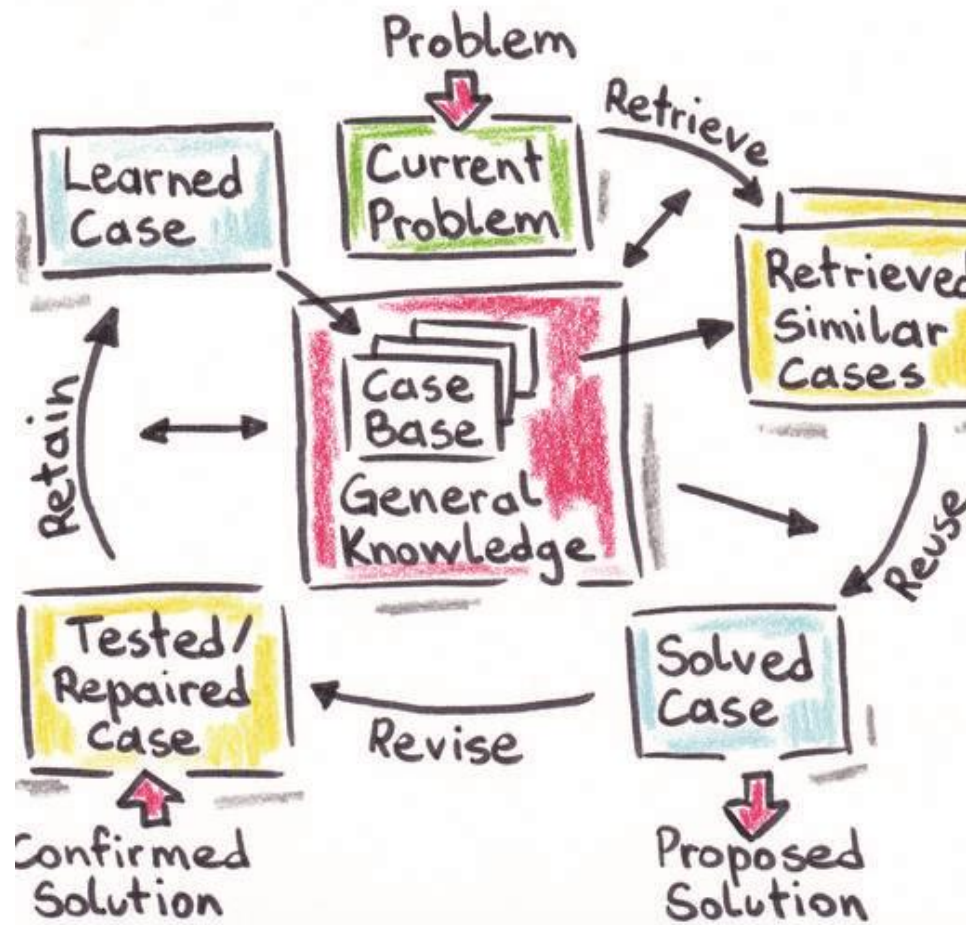 Problem
Retrieve
Learned
Case
Current
Problem
Retrieved
Similar
Cases
Case
Base
General
Knowledge
Retain
Reuse
Tested/
Repaired
Case
Revise
Solved
Case
Confirmed
Solution
Proposed
Solution